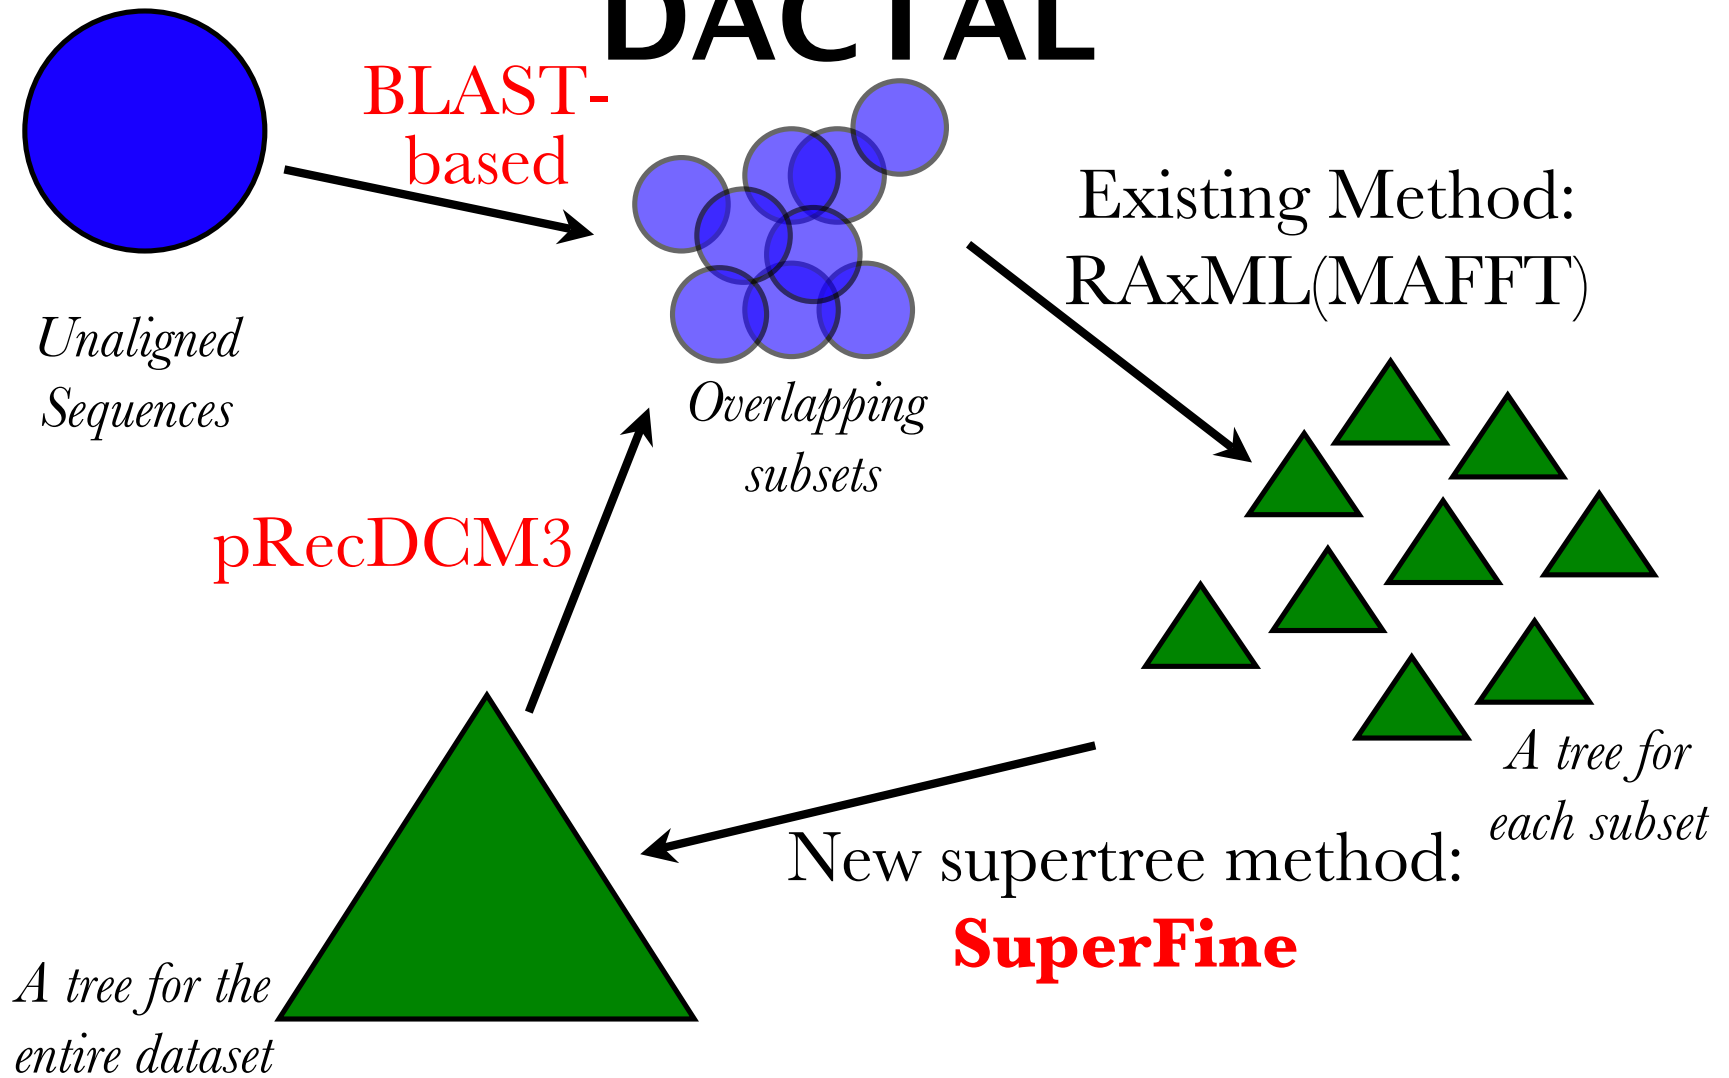 DACTAL
BLAST-
based
Existing Method:
RAxML(MAFFT)
Unaligned
Sequences
Overlapping
subsets
pRecDCM3
A tree for
each subset
New supertree method:
SuperFine
A tree for the
entire dataset